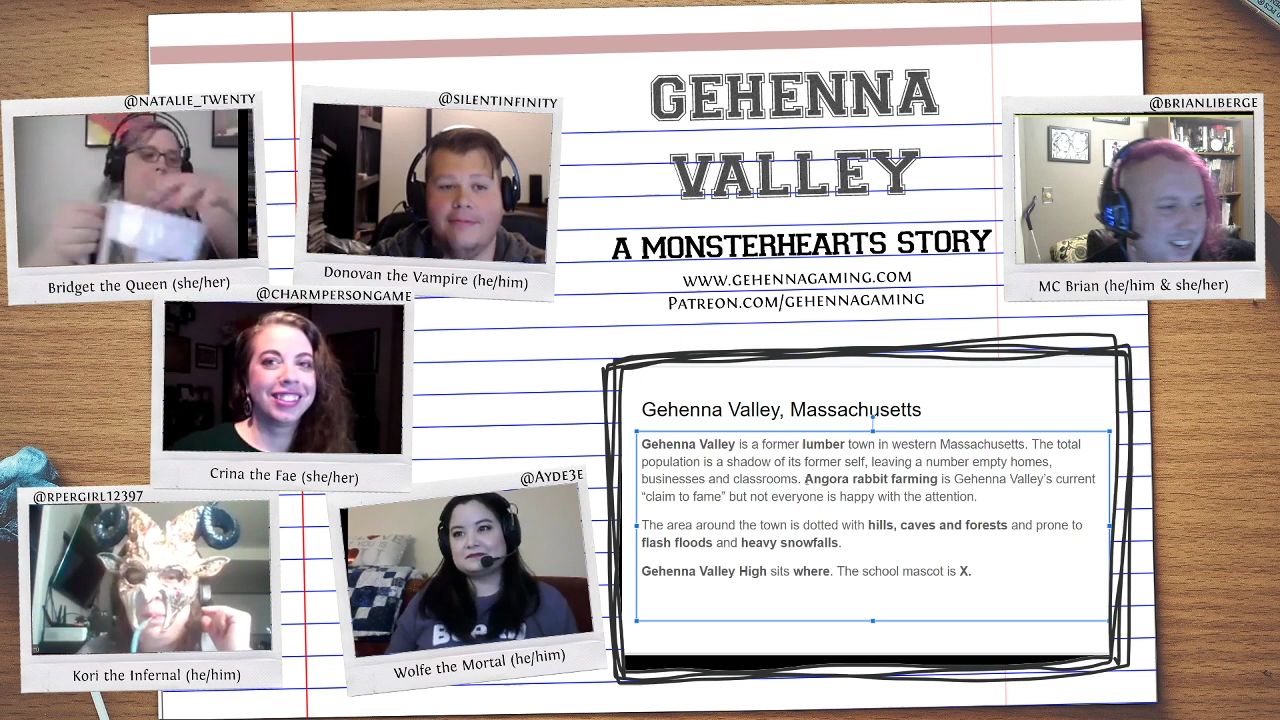 @NATALIE_TWENTY
Bridget the Queen (she/her)
@SILENTINFINITY
Donovan the Vampire (he/him)
GEHENNA
VALLEY
A MONSTERHEARTS STORY
WWW.GEHENNAGAMING.COM
PATREON.COM/GEHENNAGAMING
@BRIANLIBERGE
MC Brian (he/him & she/her)
@CHARMPERSONGAME
Crina the Fae (she/her)
@RPERGIRL12397
Kori the Infernal (he/him)
@AYDE3E
Wolfe the Mortal (he/him)
Gehenna Valley, Massachusetts
Gehenna Valley is a former lumber town in western Massachusetts. The total
population is a shadow of its former self, leaving a number empty homes,
businesses and classrooms. Angora rabbit farming is Gehenna Valley's current
“claim to fame” but not everyone is happy with the attention.
The area around the town is dotted with hills, caves and forests and prone to
flash floods and heavy snowfalls.
Gehenna Valley High sits where. The school mascot is X.